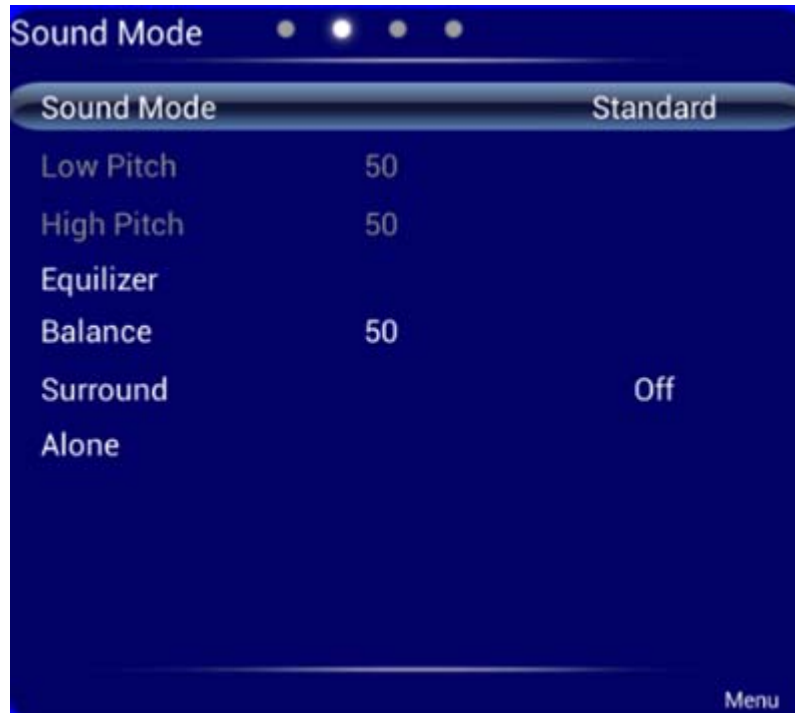 Sound Mode
Sound Mode Standard
Low Pitch 50
High Pitch 50
Equilizer
Balance 50
Surround Off
Alone
Menu